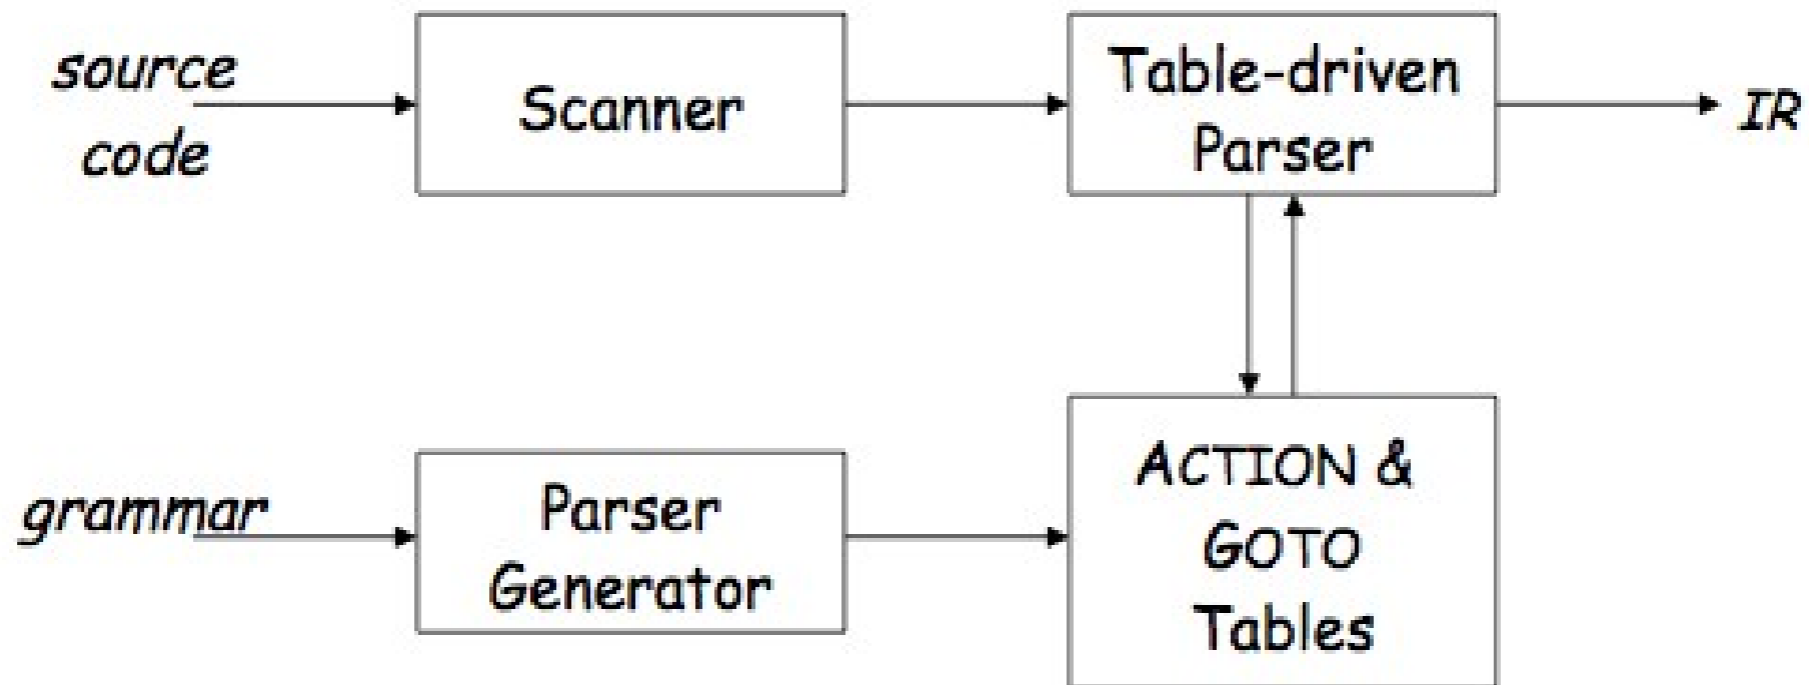 source
code
Scanner
Table-driven
Parser
IR
grammar
Parser
Generator
ACTION &
GOTO
Tables